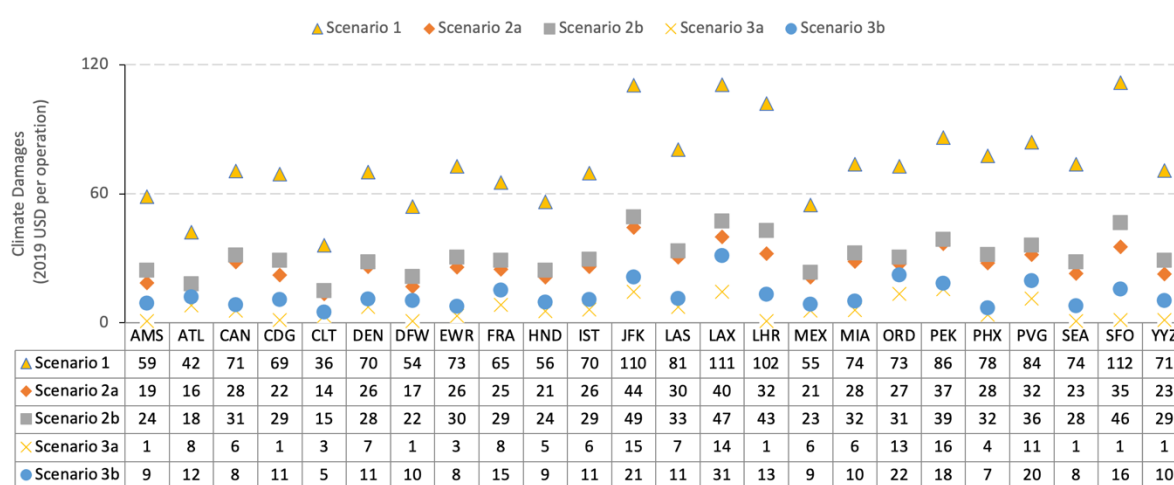 Scenario 1 Scenario 2a Scenario 2b Scenario 3a Scenario 3b
Climate Damages
(2019 USD per operation)
120
60
0
AMS ATL CAN CDG CLT DEN DFW EWR FRA HND IST JFK LAS LAX LHR MEX MIA ORD PEK PHX PVG SEA SFO YYZ
Scenario 1 59 42 71 69 36 70 54 73 65 56 70 110 81 111 102 55 74 73 86 78 84 74 112 71
Scenario 2a 19 16 28 22 14 26 17 26 25 21 26 44 30 40 32 21 28 27 37 28 32 23 35 23
Scenario 2b 24 18 31 29 15 28 22 30 29 24 29 49 33 47 43 23 32 31 39 32 36 28 46 29
Scenario 3a 1 8 6 1 3 7 1 3 8 5 6 15 7 14 1 6 6 13 16 4 11 1 1 1
Scenario 3b 9 12 8 11 5 11 10 8 15 9 11 21 11 31 13 9 10 22 18 7 20 8 16 10